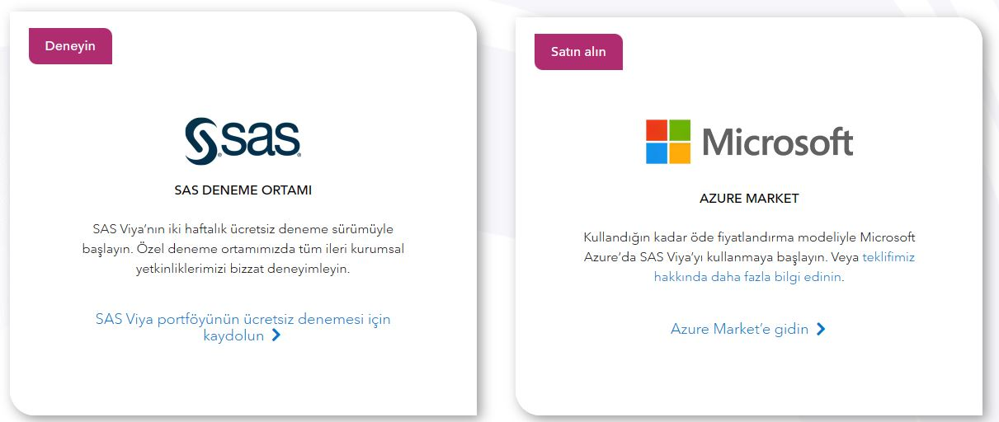 Deneyin
sas
SAS DENEME ORTAMI
SAS Viya’nın iki haftalık ücretsiz deneme sürümüyle
başlayın. Özel deneme ortamımızda tüm ileri kurumsal
yetkinliklerimizi bizzat deneyimleyin.
SAS Viya portföyünün ücretsiz denemesi için
kaydolun
Satın alın
Microsoft
AZURE MARKET
Kullandığın kadar öde fiyatlandırma modeliyle Microsoft
Azure’da SAS Viya’yı kullanmaya başlayın. Veya teklifimiz
hakkında daha fazla bilgi edinin.
Azure Market’e gidin